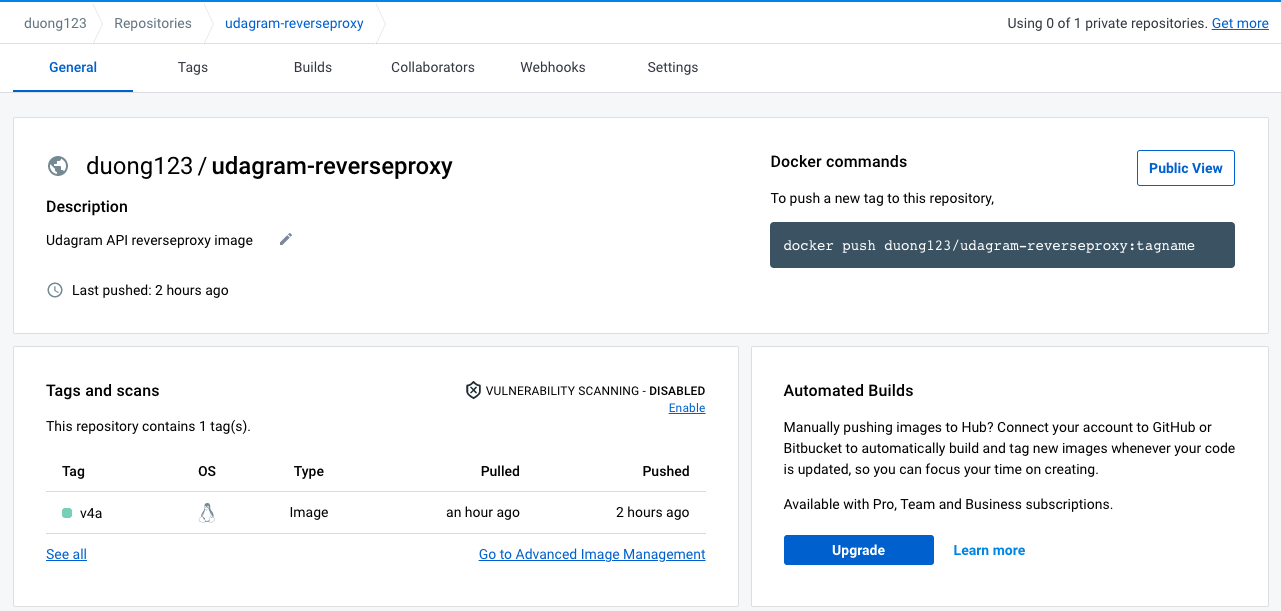 duong123 Repositories udagram-reverseproxy Using 0 of 1 private repositories. Get more
General Tags Builds Collaborators Webhooks Settings
duong123 / udagram-reverseproxy
Description
Udagram API reverseproxy image
Last pushed: 2 hours ago
Docker commands
Public View
To push a new tag to this repository,
docker push duong123/udagram-reverseproxy:tagname
Tags and scans
VULNERABILITY SCANNING - DISABLED
Enable
This repository contains 1 tag(s).
Tag OS Type Pulled Pushed
v4a Image an hour ago 2 hours ago
See all Go to Advanced Image Management
Automated Builds
Manually pushing images to Hub? Connect your account to GitHub or
Bitbucket to automatically build and tag new images whenever your code
is updated, so you can focus your time on creating.
Available with Pro, Team and Business subscriptions.
Upgrade Learn more